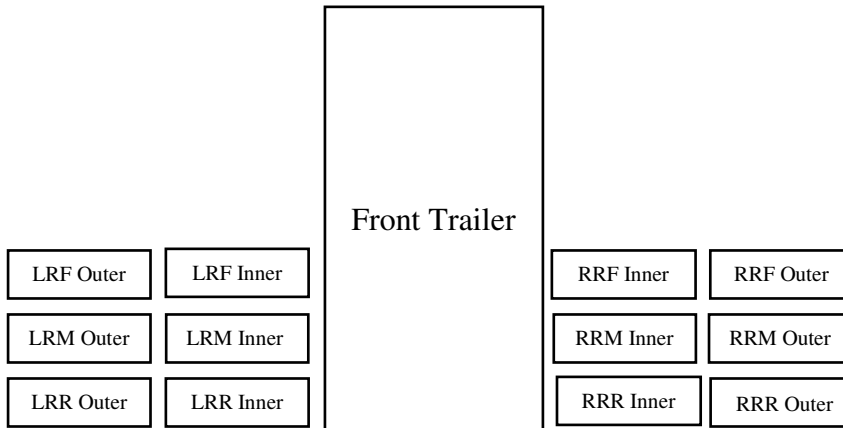 Front Trailer
LRF Outer
LRF Inner
RRF Inner
RRF Outer
LRM Outer
LRM Inner
RRM Inner
RRM Outer
LRR Outer
LRR Inner
RRR Inner
RRR Outer